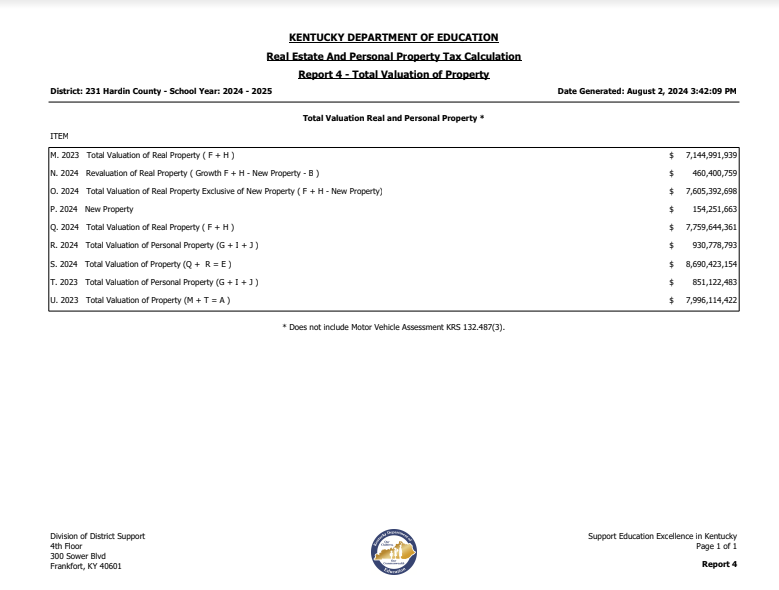 KENTUCKY DEPARTMENT OF EDUCATION
Real Estate And Personal Property Tax Calculation
Report 4 - Total Valuation of Property
District: 231 Hardin County - School Year: 2024 - 2025 Date Generated: August 2, 2024 3:42:09 PM
Total Valuation Real and Personal Property *
ITEM
M. 2023 Total Valuation of Real Property ( F + H ) $ 7,144,991,939
N. 2024 Revaluation of Real Property ( Growth F + H - New Property - B ) $ 460,400,759
O. 2024 Total Valuation of Real Property Exclusive of New Property ( F + H - New Property) $ 7,605,392,698
P. 2024 New Property $ 154,251,663
Q. 2024 Total Valuation of Real Property ( F + H ) $ 7,759,644,361
R. 2024 Total Valuation of Personal Property (G + I + J ) $ 930,778,793
S. 2024 Total Valuation of Property (Q + R = E ) $ 8,690,423,154
T. 2023 Total Valuation of Personal Property (G + I + J ) $ 851,122,483
U. 2023 Total Valuation of Property (M + T = A ) $ 7,996,114,422
* Does not include Motor Vehicle Assessment KRS 132.487(3).
Division of District Support
4th Floor
300 Sower Blvd
Frankfort, KY 40601
Kentucky Department of
Education
Support Education Excellence in Kentucky
Page 1 of 1
Report 4